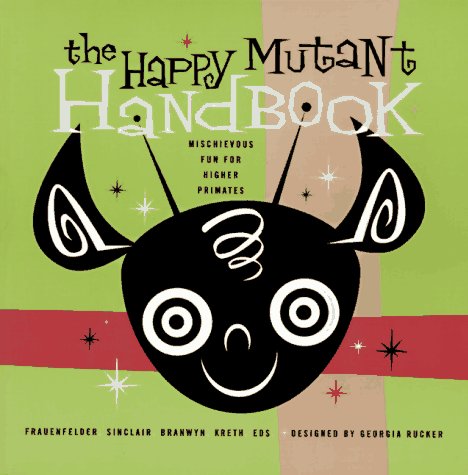 the Happy Mutant
Handbook
MISCHIEVOUS
FUN FOR
HIGHER
PRIMATES
FRAUENFELDER SINCLAIR BRANWYN KRETH EDS • DESIGNED BY GEORGIA RUCKER